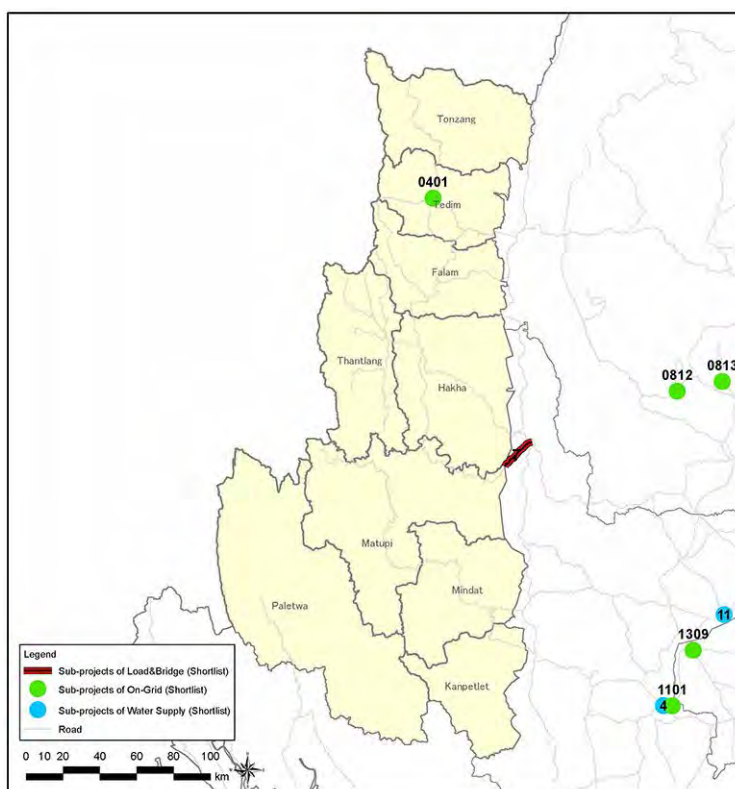 Tonzang
0401
Tedim
Falam
Thantlang
Hakha
0812
0813
Matupi
Mindat
Paletwa
Kanpetlet
11
1309
1101
4
Legend
Sub-projects of Load&Bridge (Shortlist)
Sub-projects of On-Grid (Shortlist)
Sub-projects of Water Supply (Shortlist)
Road
0 10 20 40 60 80 100
km